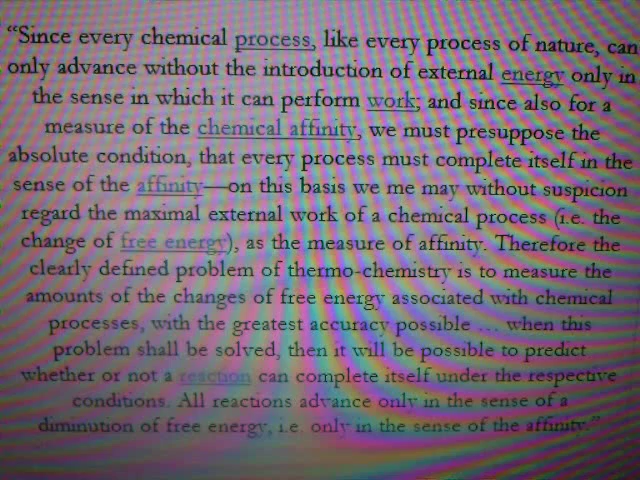 “Since every chemical process, like every process of nature, can
only advance without the introduction of external energy only in
the sense in which it can perform work; and since also for a
measure of the chemical affinity, we must presuppose the
absolute condition, that every process must complete itself in the
sense of the affinity—on this basis we me may without suspicion
regard the maximal external work of a chemical process (i.e. the
change of free energy), as the measure of affinity. Therefore the
clearly defined problem of thermo-chemistry is to measure the
amounts of the changes of free energy associated with chemical
processes, with the greatest accuracy possible … when this
problem shall be solved, then it will be possible to predict
whether or not a reaction can complete itself under the respective
conditions. All reactions advance only in the sense of a
diminution of free energy, i.e. only in the sense of the affinity.”